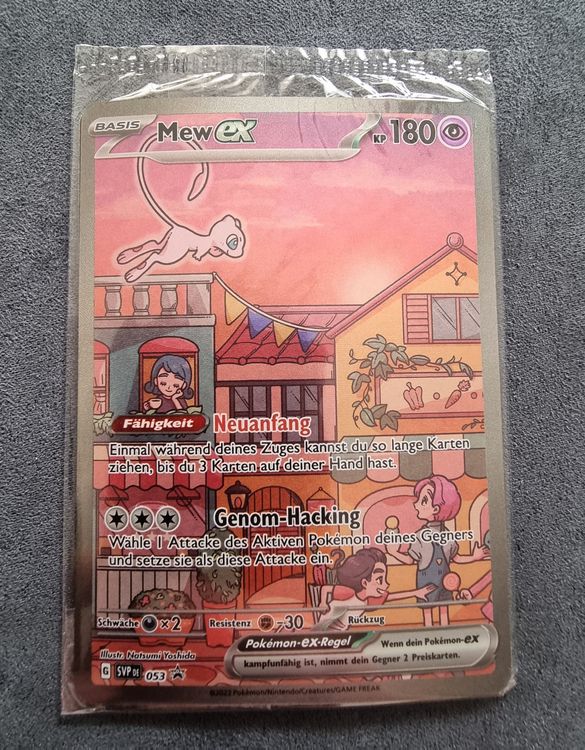 BASIS Mew ex KP 180
Fähigkeit Neuanfang
Einmal während deines Zuges kannst du so lange Karten
ziehen, bis du 3 Karten auf deiner Hand hast.
Genom-Hacking
Wähle 1 Attacke des Aktiven Pokémon deines Gegners
und setze sie als diese Attacke ein.
Schwäche ×2 Resistenz -30 Rückzug
Pokémon-ex-Regel Wenn dein Pokémon-ex
kampfunfähig ist, nimmt dein Gegner 2 Preiskarten.
Illustr. Natsumi Yoshida
G SVP DE 053
©2023 Pokémon/Nintendo/Creatures/GAME FREAK